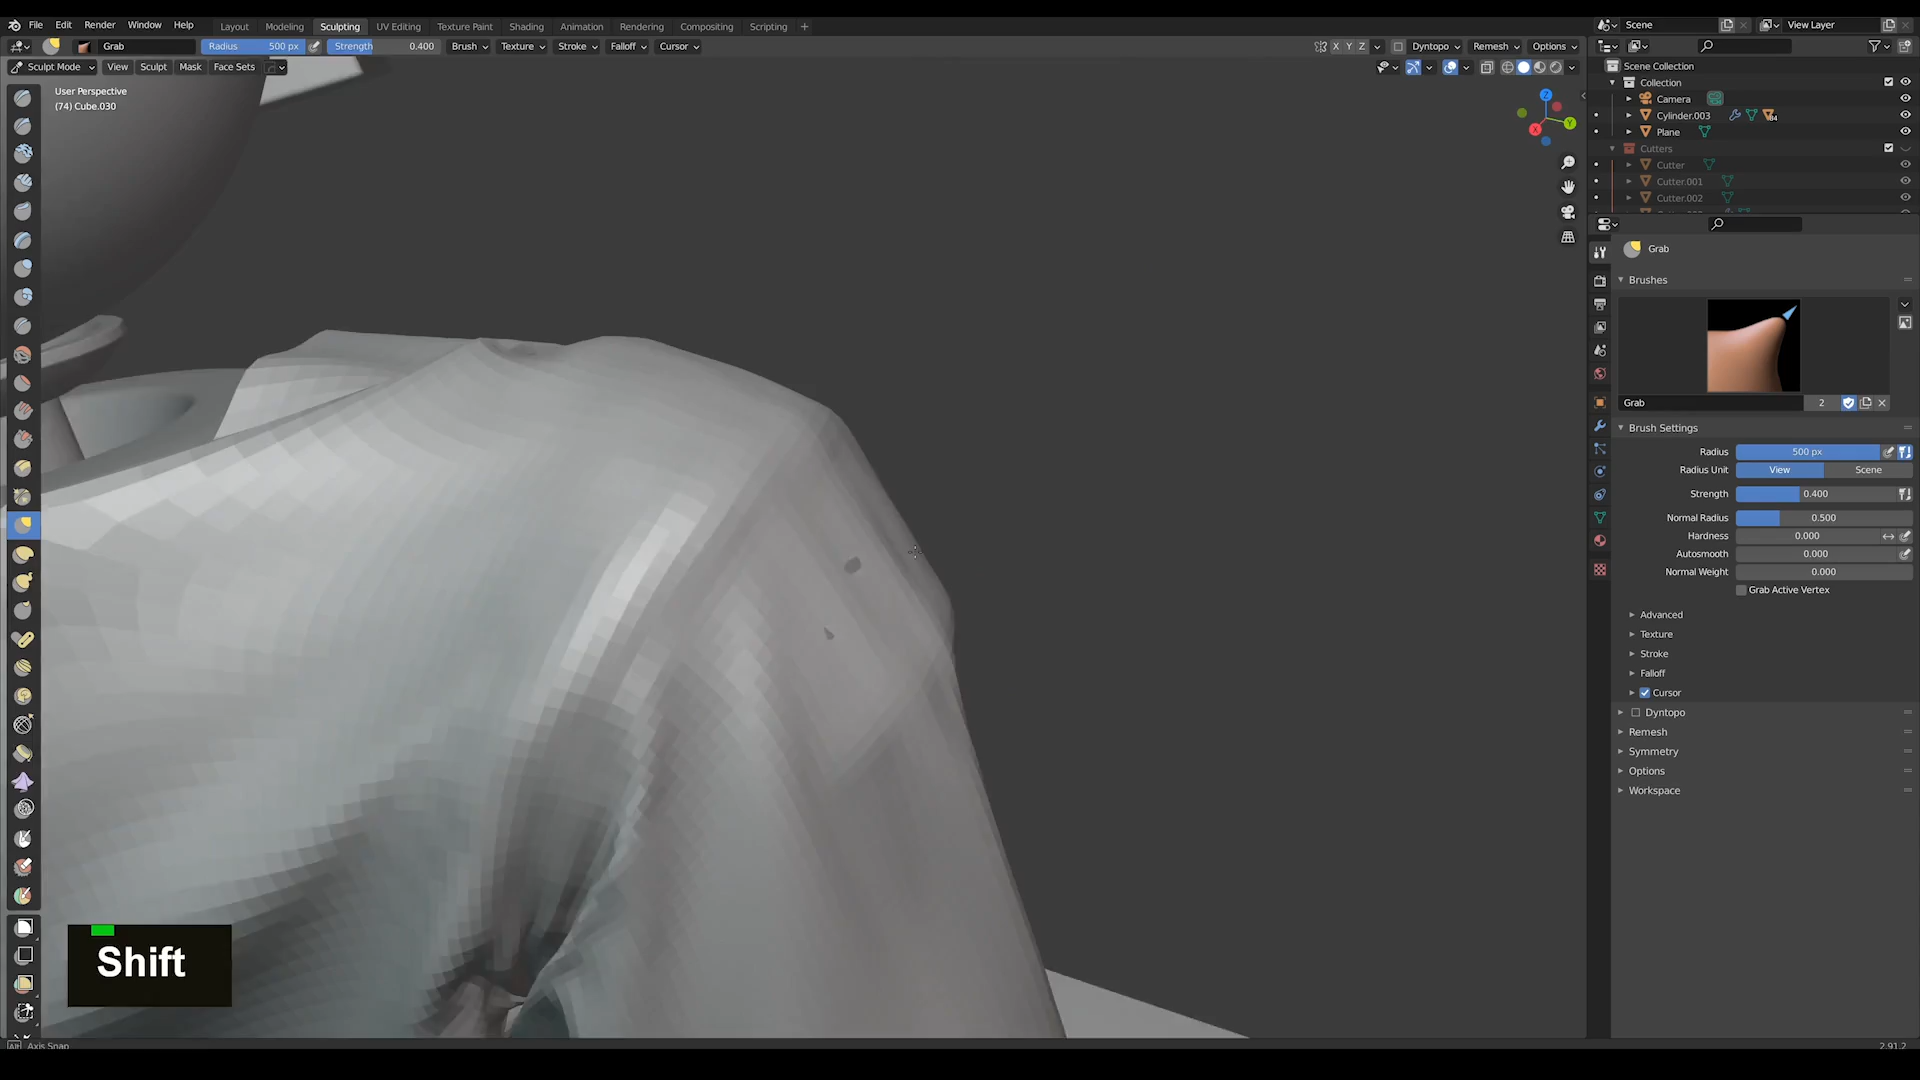 File Edit Render Window Help Layout Modeling Sculpting UV Editing Texture Paint Shading Animation Rendering Compositing Scripting + Scene View Layer
Grab Radius 500 px Strength 0.400 Brush Texture Stroke Falloff Cursor X Y Z Dyntopo Remesh Options
Sculpt Mode View Sculpt Mask Face Sets
User Perspective
(74) Cube.030
Z
Y
X
Scene Collection
Collection
Camera
Cylinder.003
Plane
Cutters
Cutter
Cutter.001
Cutter.002
Grab
Brushes
Grab 2
Brush Settings
Radius 500 px
Radius Unit View Scene
Strength 0.400
Normal Radius 0.500
Hardness 0.000
Autosmooth 0.000
Normal Weight 0.000
Grab Active Vertex
Advanced
Texture
Stroke
Falloff
Cursor
Dyntopo
Remesh
Symmetry
Options
Workspace
Shift
Axis Snap
2.91.2